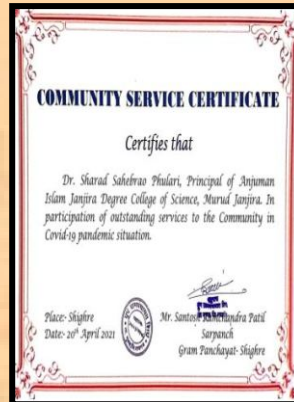 COMMUNITY SERVICE CERTIFICATE
Certifies that
Dr. Sharad Sahebrao Phulari, Principal of Anjuman
Islam Janjira Degree College of Science, Murud Janjira. In
participation of outstanding services to the Community in
Covid-19 pandemic situation.
Place:- Shighre
Date:- 20th April 2021
Mr. Santosh Ramchandra Patil
Sarpanch
Gram Panchayat- Shighre